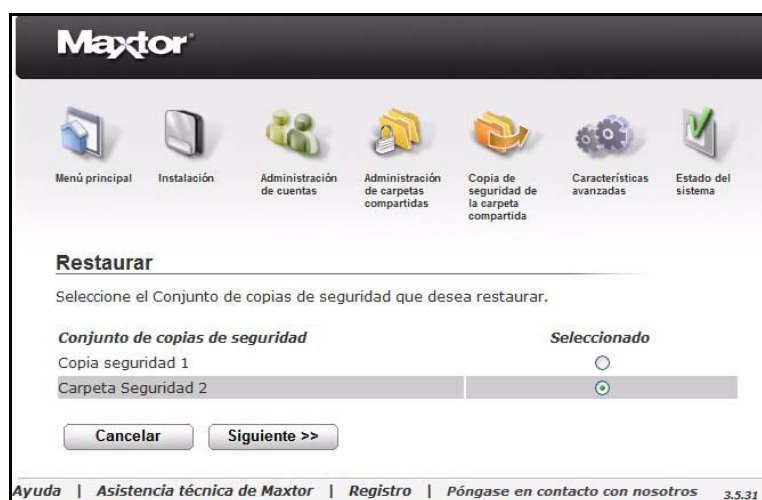 Maxtor
Menú principal
Instalación
Administración
de cuentas
Administración
de carpetas
compartidas
Copia de
seguridad de
la carpeta
compartida
Características
avanzadas
Estado del
sistema
Restaurar
Seleccione el Conjunto de copias de seguridad que desea restaurar.
Conjunto de copias de seguridad Seleccionado
Copia seguridad 1
Carpeta Seguridad 2
Cancelar Siguiente >>
Ayuda | Asistencia técnica de Maxtor | Registro | Póngase en contacto con nosotros 3.5.31